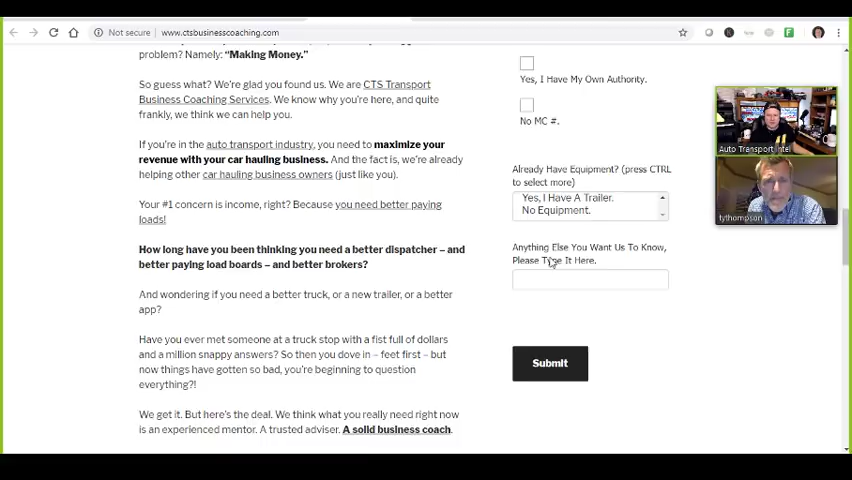 Not secure
www.ctsbusinesscoaching.com
problem? Namely: “Making Money.”
So guess what? We’re glad you found us. We are CTS Transport
Business Coaching Services. We know why you’re here, and quite
frankly, we think we can help you.
If you’re in the auto transport industry, you need to maximize your
revenue with your car hauling business. And the fact is, we’re already
helping other car hauling business owners (just like you).
Your #1 concern is income, right? Because you need better paying
loads!
How long have you been thinking you need a better dispatcher – and
better paying load boards – and better brokers?
And wondering if you need a better truck, or a new trailer, or a better
app?
Have you ever met someone at a truck stop with a fist full of dollars
and a million snappy answers? So then you dove in – feet first – but
now things have gotten so bad, you’re beginning to question
everything?!
We get it. But here’s the deal. We think what you really need right now
is an experienced mentor. A trusted adviser. A solid business coach.
Yes, I Have My Own Authority.
No MC #.
Already Have Equipment? (press CTRL
to select more)
Yes, I Have A Trailer.
No Equipment.
Anything Else You Want Us To Know,
Please Type It Here.
Submit
Auto Transport Intel
tythompson